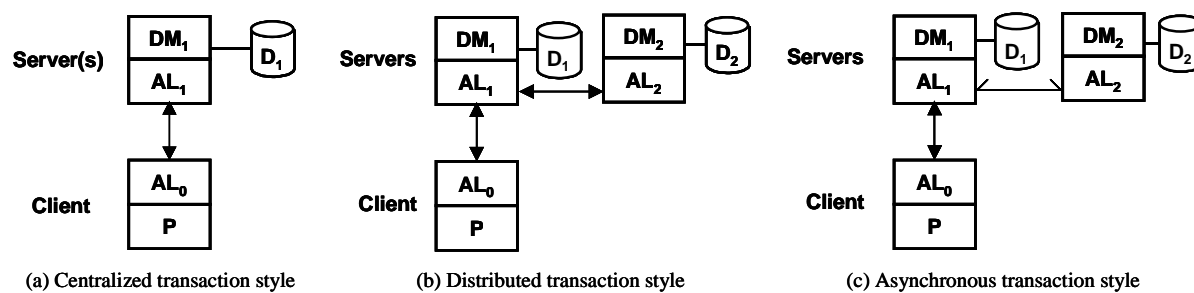 Server(s)
DM₁
D₁
AL₁
Client
AL₀
P
(a) Centralized transaction style
Servers
DM₁
D₁
AL₁
DM₂
D₂
AL₂
Client
AL₀
P
(b) Distributed transaction style
Servers
DM₁
D₁
AL₁
DM₂
D₂
AL₂
Client
AL₀
P
(c) Asynchronous transaction style